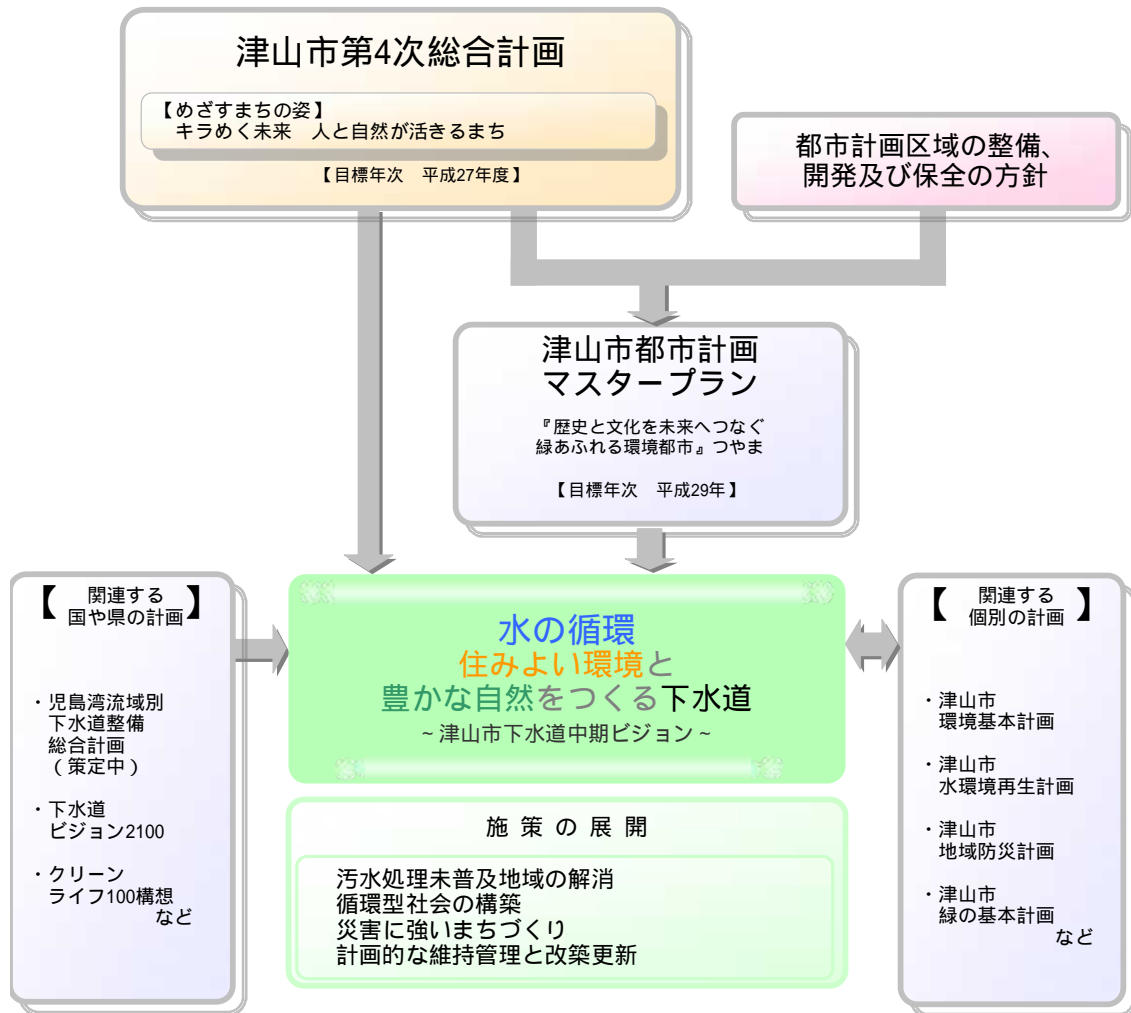 津山市第4次総合計画
【めざすまちの姿】
キラめく未来　人と自然が活きるまち
【目標年次　平成27年度】
都市計画区域の整備、
開発及び保全の方針
津山市都市計画
マスタープラン
『歴史と文化を未来へつなぐ
緑あふれる環境都市』つやま
【目標年次　平成29年】
【 関連する
国や県の計画 】
・児島湾流域別
下水道整備
総合計画
（策定中）
・下水道
ビジョン2100
・クリーン
ライフ100構想
など
水の循環
住みよい環境と
豊かな自然をつくる下水道
~津山市下水道中期ビジョン~
施策の展開
汚水処理未普及地域の解消
循環型社会の構築
災害に強いまちづくり
計画的な維持管理と改築更新
【 関連する
個別の計画 】
・津山市
環境基本計画
・津山市
水環境再生計画
・津山市
地域防災計画
・津山市
緑の基本計画
など